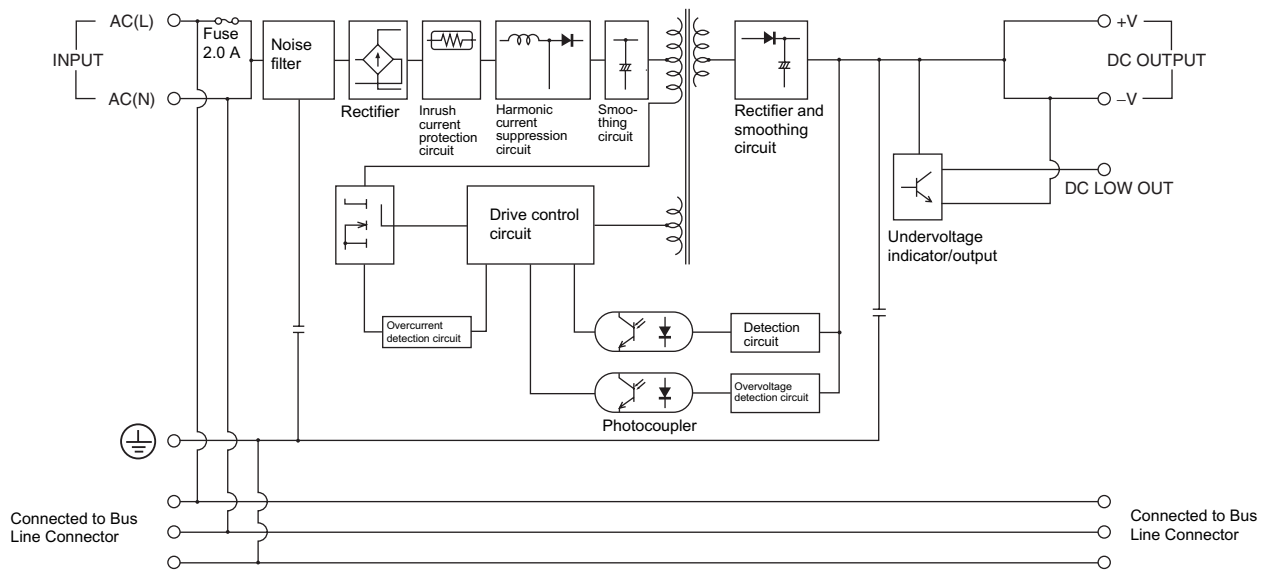 AC(L)
Fuse
2.0 A
INPUT
AC(N)
Noise
filter
Rectifier
Inrush
current
protection
circuit
Harmonic
current
suppression
circuit
Smoo-
thing
circuit
Rectifier and
smoothing
circuit
+V
DC OUTPUT
–V
DC LOW OUT
Undervoltage
indicator/output
Drive control
circuit
Overcurrent
detection circuit
Detection
circuit
Overvoltage
detection circuit
Photocoupler
Connected to Bus
Line Connector
Connected to Bus
Line Connector